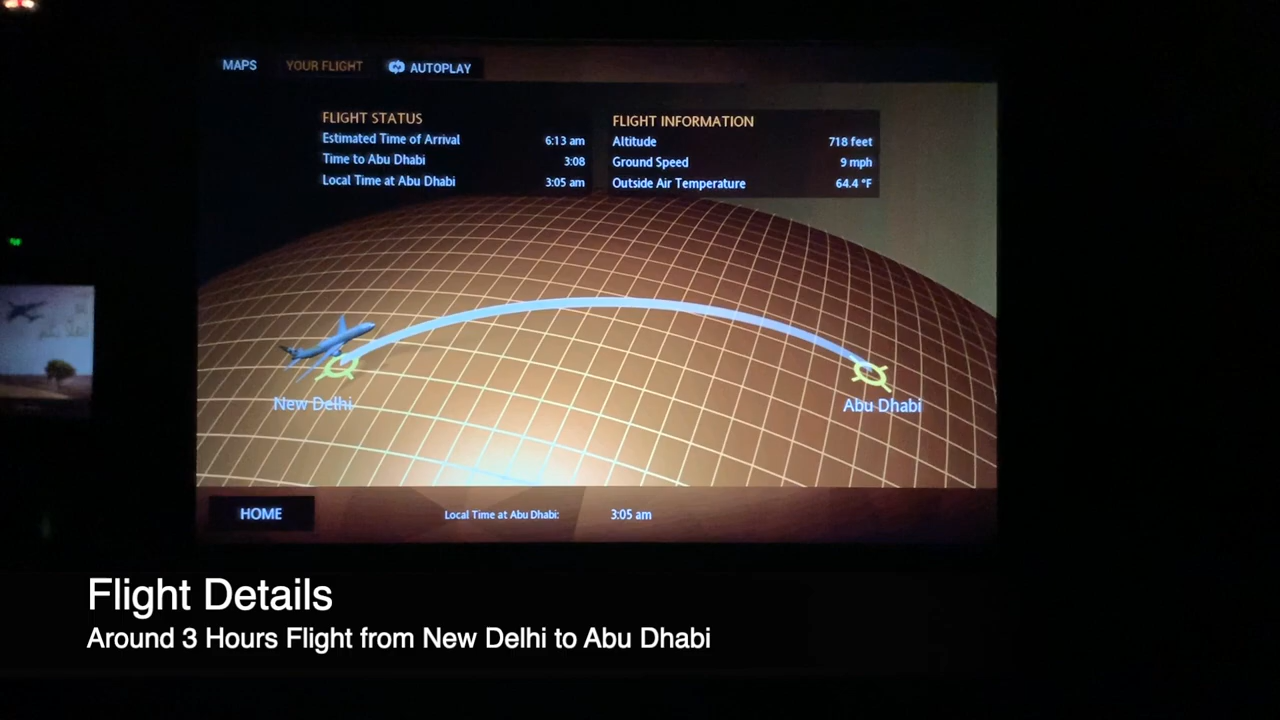 MAPS YOUR FLIGHT AUTOPLAY
FLIGHT STATUS
Estimated Time of Arrival 6:13 am
Time to Abu Dhabi 3:08
Local Time at Abu Dhabi 3:05 am
FLIGHT INFORMATION
Altitude 718 feet
Ground Speed 9 mph
Outside Air Temperature 64.4 °F
New Delhi
Abu Dhabi
HOME
Local Time at Abu Dhabi: 3:05 am
Flight Details
Around 3 Hours Flight from New Delhi to Abu Dhabi